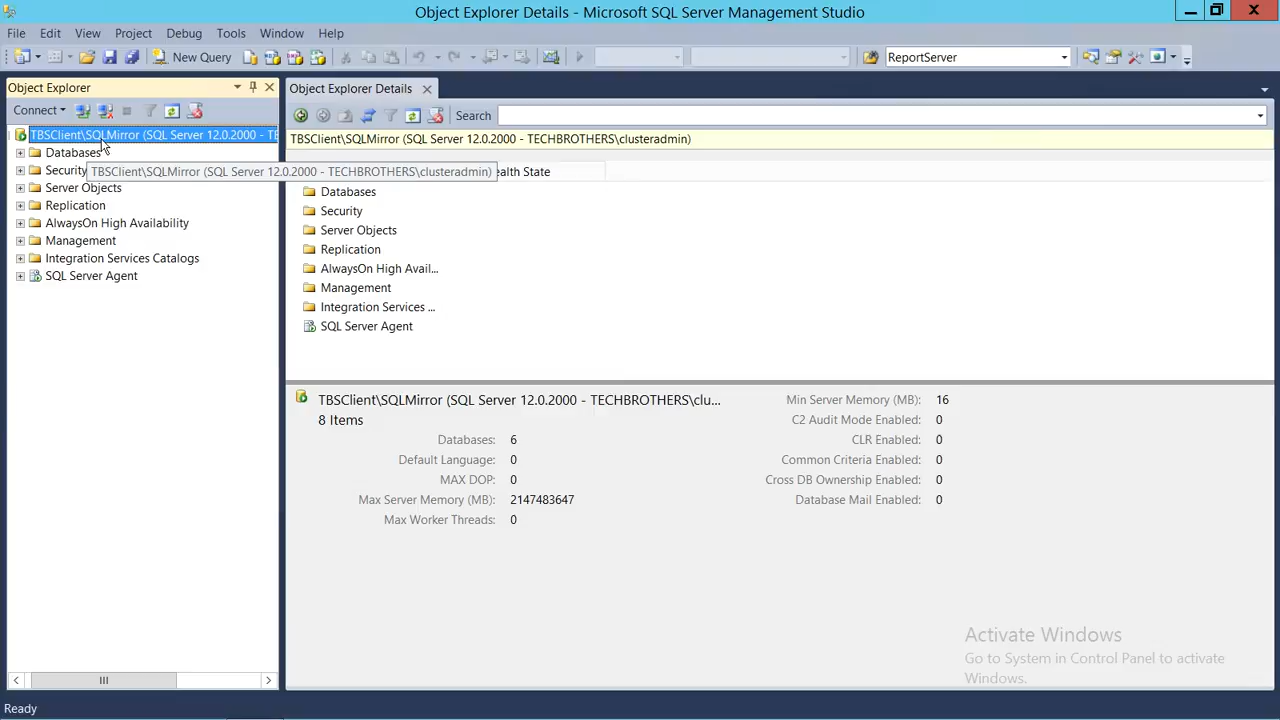 Object Explorer Details - Microsoft SQL Server Management Studio
File Edit View Project Debug Tools Window Help
New Query
ReportServer
Object Explorer
Connect
TBSClient\SQLMirror (SQL Server 12.0.2000 - TE
Databases
Security
Server Objects
Replication
AlwaysOn High Availability
Management
Integration Services Catalogs
SQL Server Agent
TBSClient\SQLMirror (SQL Server 12.0.2000 - TECHBROTHERS\clusteradmin)
Object Explorer Details
Search
TBSClient\SQLMirror (SQL Server 12.0.2000 - TECHBROTHERS\clusteradmin)
ealth State
Databases
Security
Server Objects
Replication
AlwaysOn High Avail...
Management
Integration Services ...
SQL Server Agent
TBSClient\SQLMirror (SQL Server 12.0.2000 - TECHBROTHERS\clu...
8 Items
Databases: 6
Default Language: 0
MAX DOP: 0
Max Server Memory (MB): 2147483647
Max Worker Threads: 0
Min Server Memory (MB): 16
C2 Audit Mode Enabled: 0
CLR Enabled: 0
Common Criteria Enabled: 0
Cross DB Ownership Enabled: 0
Database Mail Enabled: 0
Activate Windows
Go to System in Control Panel to activate
Windows.
Ready